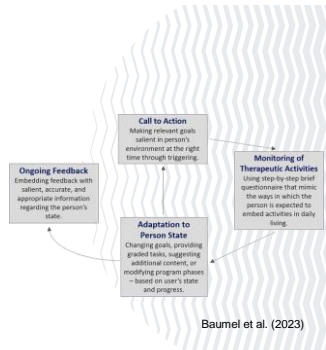 Call to Action
Making relevant goals
salient in person's
environment at the right
time through triggering.
Ongoing Feedback
Embedding feedback with
salient, accurate, and
appropriate information
regarding the person's
state.
Monitoring of
Therapeutic Activities
Using step-by-step brief
questionnaire that mimic
the ways in which the
person is expected to
embed activities in daily
living.
Adaptation to
Person State
Changing goals, providing
graded tasks, suggesting
additional content, or
modifying program phases
– based on user's state
and progress.
Baumel et al. (2023)